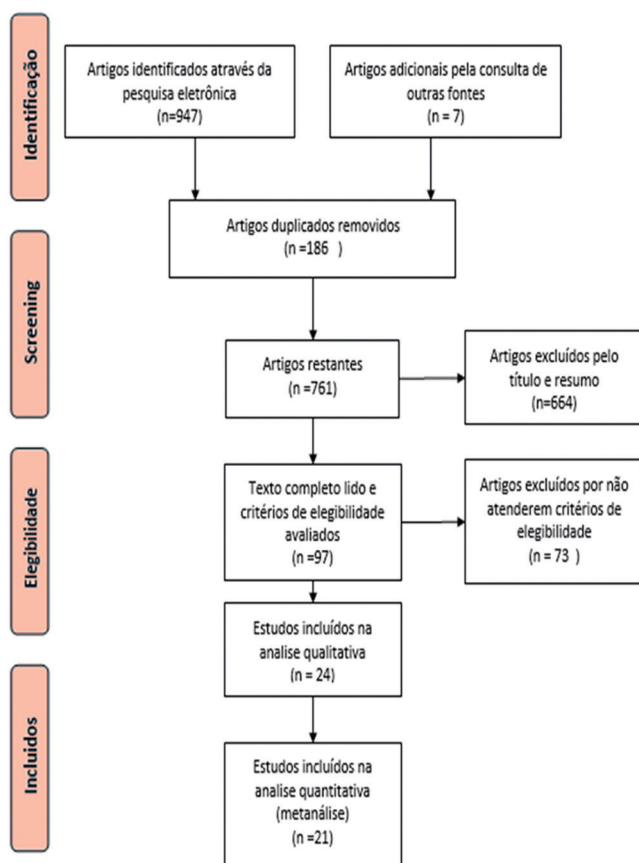 Identificação
Artigos identificados através da
pesquisa eletrônica
(n=947)
Artigos adicionais pela consulta de
outras fontes
(n = 7)
Artigos duplicados removidos
(n =186 )
Screening
Artigos restantes
(n =761)
Artigos excluídos pelo
título e resumo
(n=664)
Elegibilidade
Texto completo lido e
critérios de elegibilidade
avaliados
(n =97)
Artigos excluídos por não
atenderem critérios de
elegibilidade
(n = 73 )
Estudos incluídos na
analise qualitativa
(n = 24)
Incluídos
Estudos incluídos na
analise quantitativa
(metanálise)
(n =21)